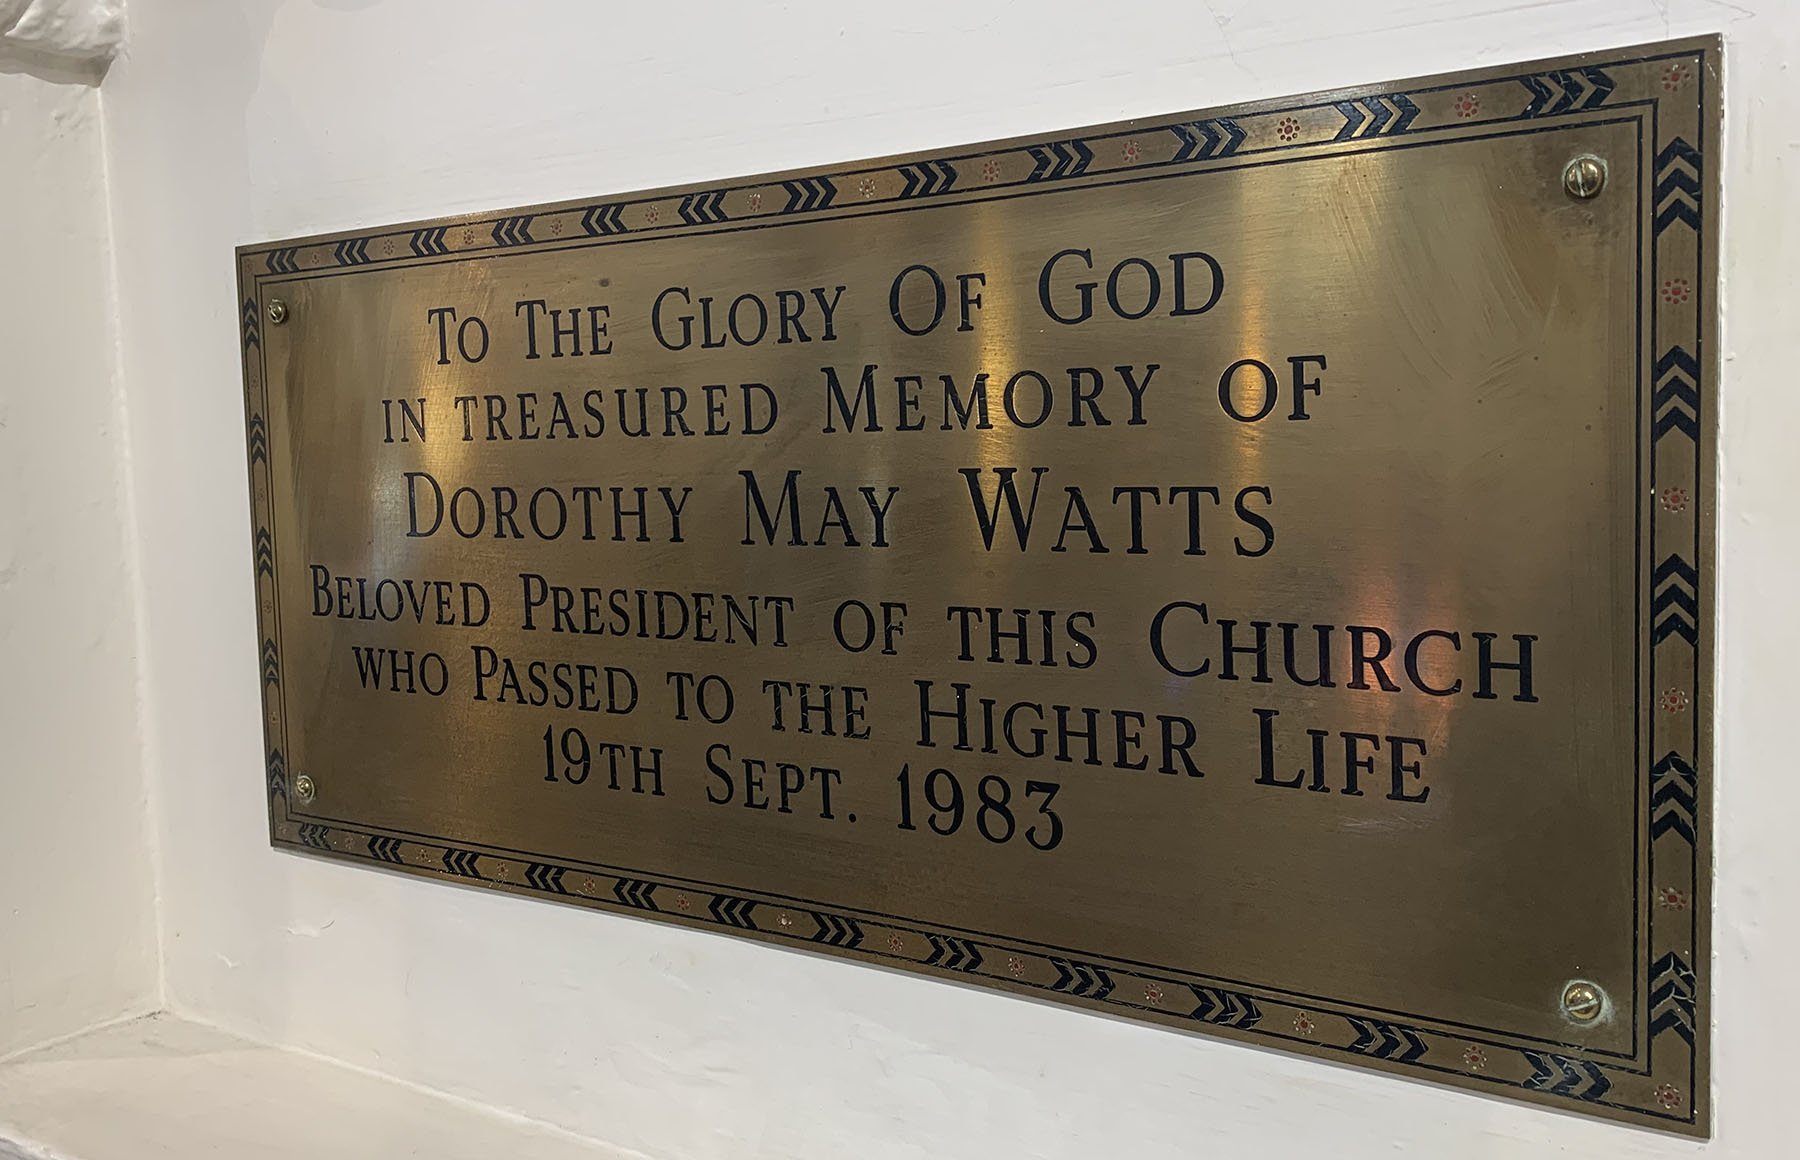 To The Glory Of God
in treasured Memory of
Dorothy May Watts
Beloved President of this Church
who Passed to the Higher Life
19th Sept. 1983